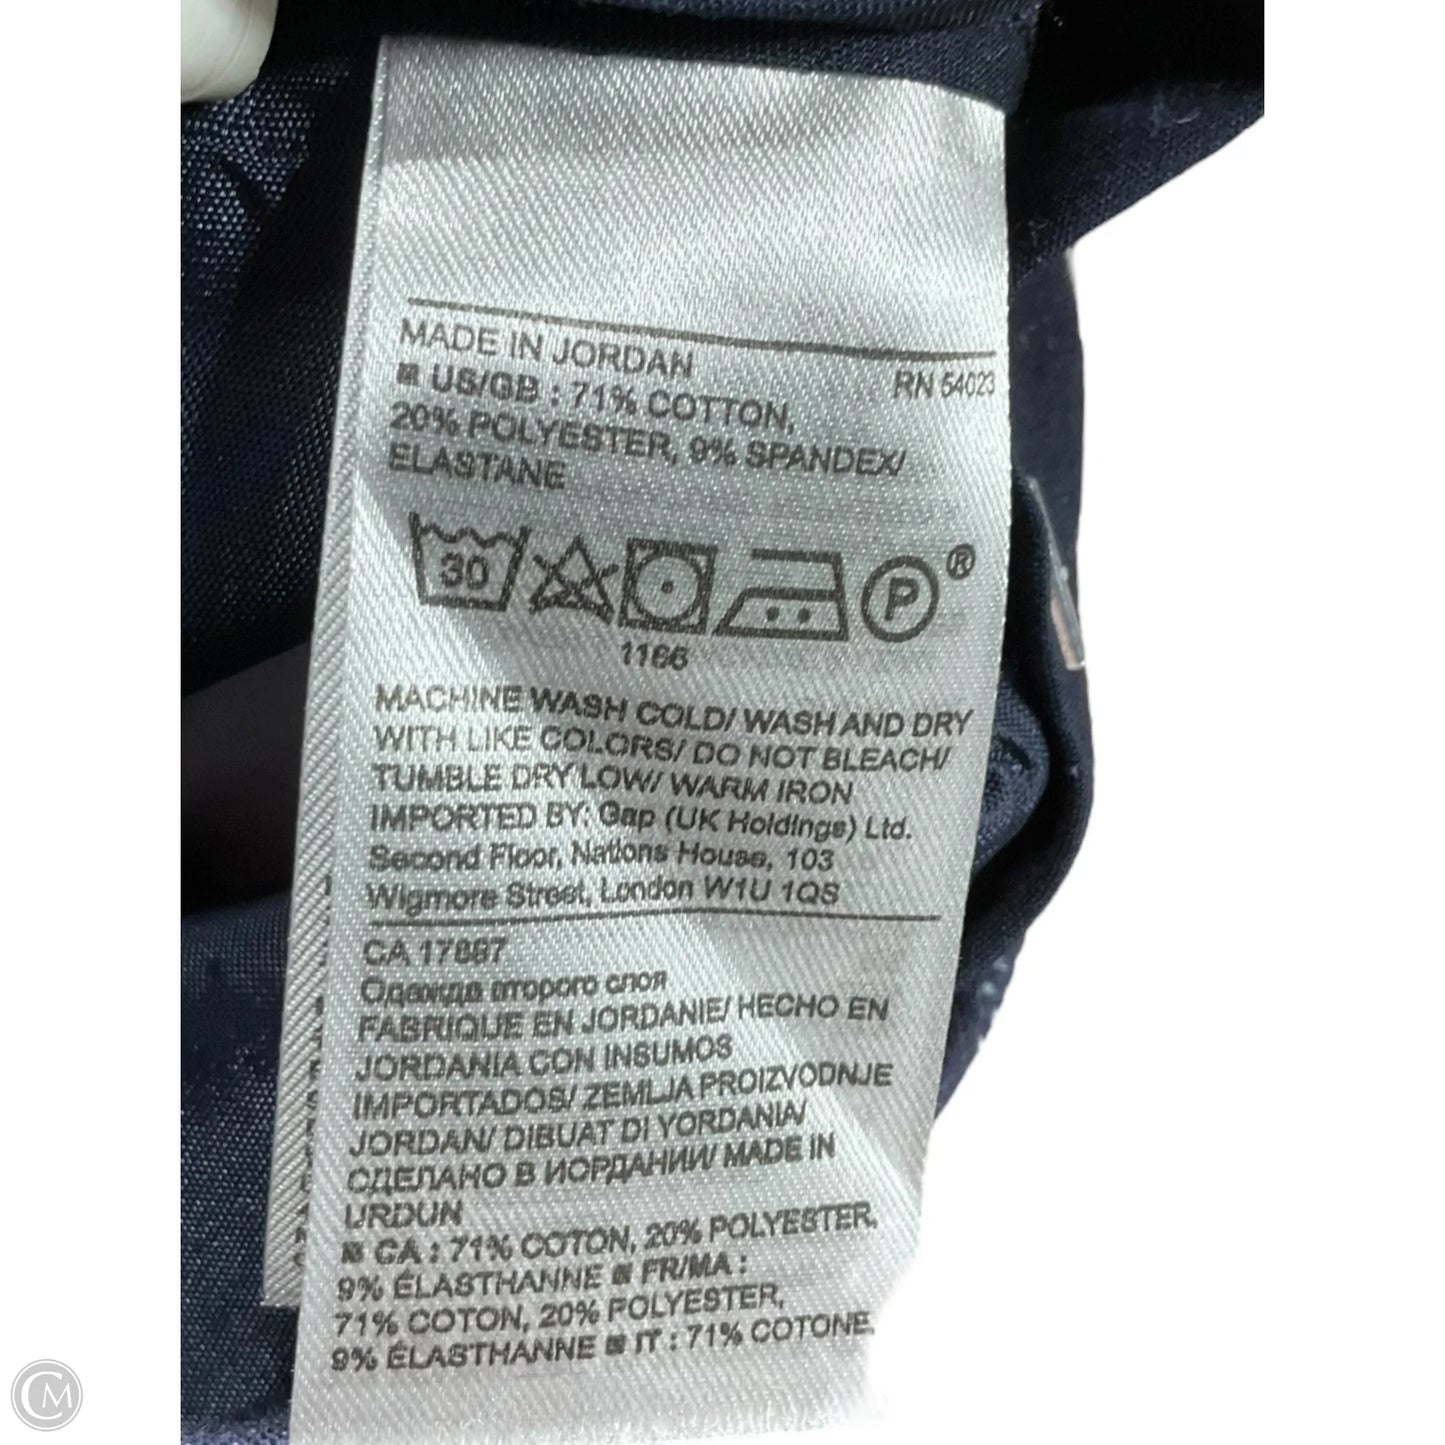 MADE IN JORDAN
RN 54023
US/GB : 71% COTTON,
20% POLYESTER, 9% SPANDEX/
ELASTANE
30
P ®
1166
MACHINE WASH COLD/ WASH AND DRY
WITH LIKE COLORS/ DO NOT BLEACH/
TUMBLE DRY LOW/ WARM IRON
IMPORTED BY: Gap (UK Holdings) Ltd.
Second Floor, Nations House, 103
Wigmore Street, London W1U 1QS
CA 17897
Одежда второго слоя
FABRIQUE EN JORDANIE/ HECHO EN
JORDANIA CON INSUMOS
IMPORTADOS/ ZEMLJA PROIZVODNJE
JORDAN/ DIBUAT DI YORDANIA/
СДЕЛАНО В ИОРДАНИИ/ MADE IN
URDUN
CA : 71% COTON, 20% POLYESTER,
9% ÉLASTHANNE FR/MA :
71% COTON, 20% POLYESTER,
9% ÉLASTHANNE IT : 71% COTONE,
CM